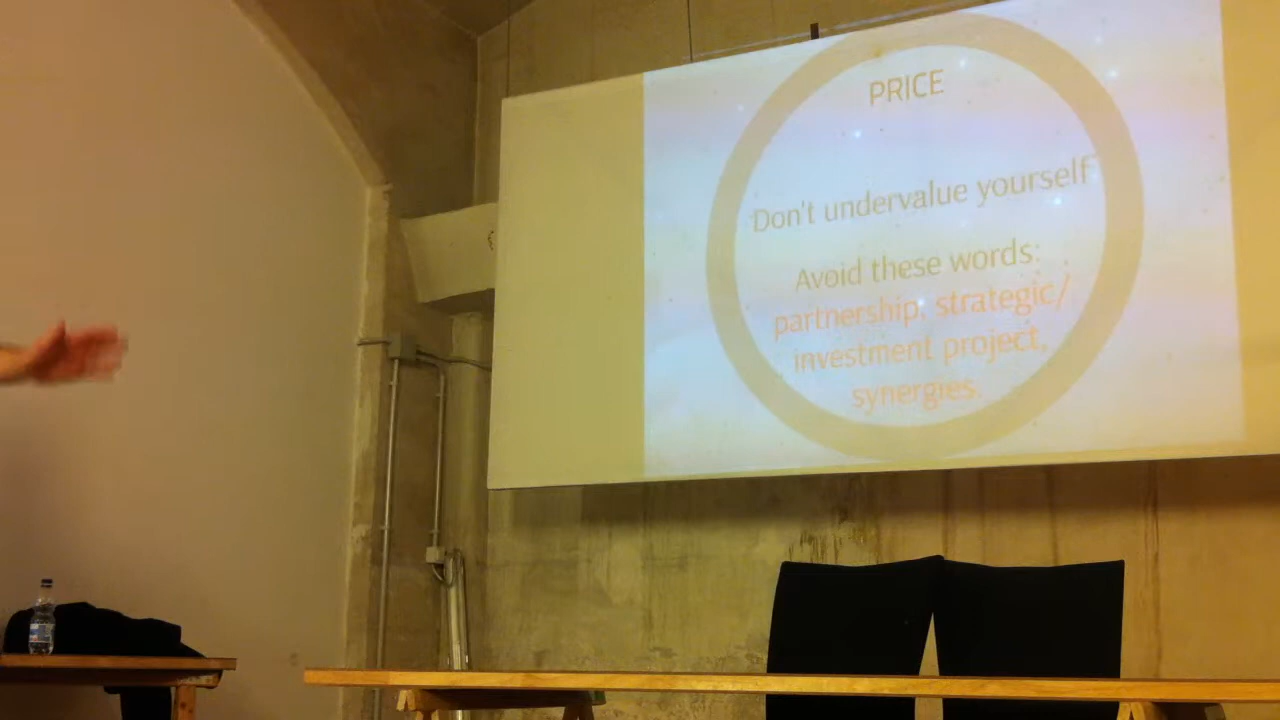 PRICE
Don't undervalue yourself
Avoid these words:
partnership, strategic/
investment project,
synergies.